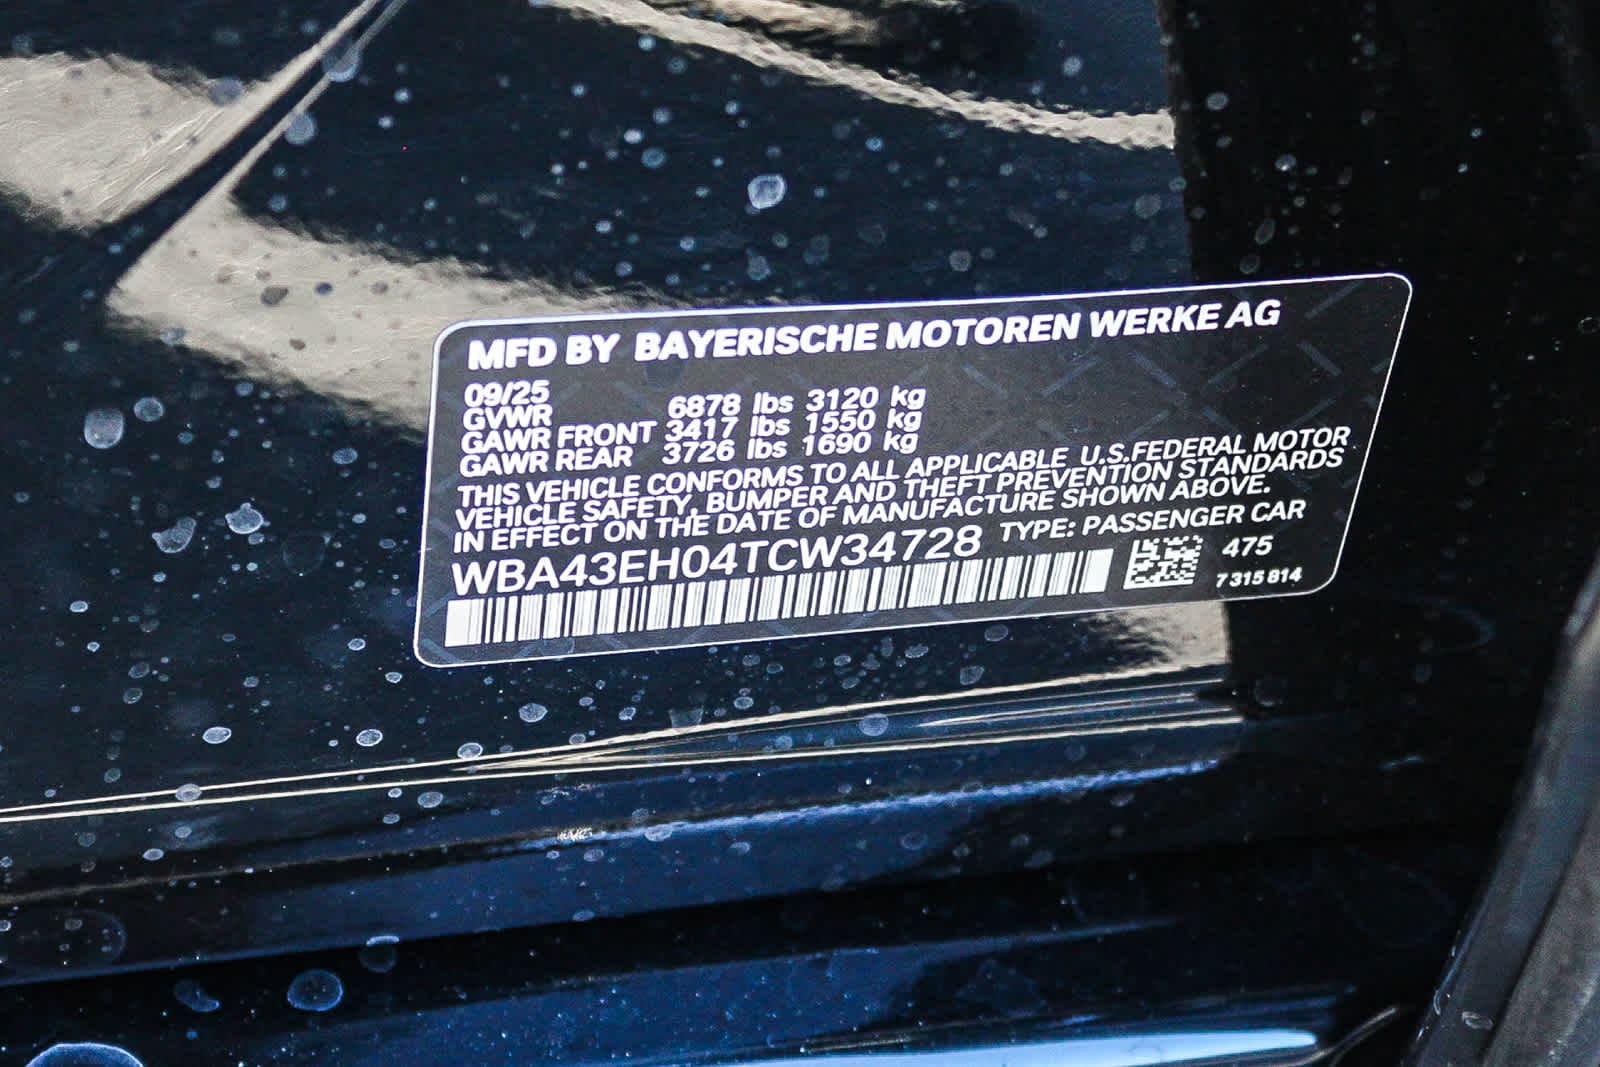 MFD BY BAYERISCHE MOTOREN WERKE AG
09/25
GVWR 6878 lbs 3120 kg
GAWR FRONT 3417 lbs 1550 kg
GAWR REAR 3726 lbs 1690 kg
THIS VEHICLE CONFORMS TO ALL APPLICABLE U.S.FEDERAL MOTOR
VEHICLE SAFETY, BUMPER AND THEFT PREVENTION STANDARDS
IN EFFECT ON THE DATE OF MANUFACTURE SHOWN ABOVE.
WBA43EH04TCW34728 TYPE: PASSENGER CAR
475
7 315 814